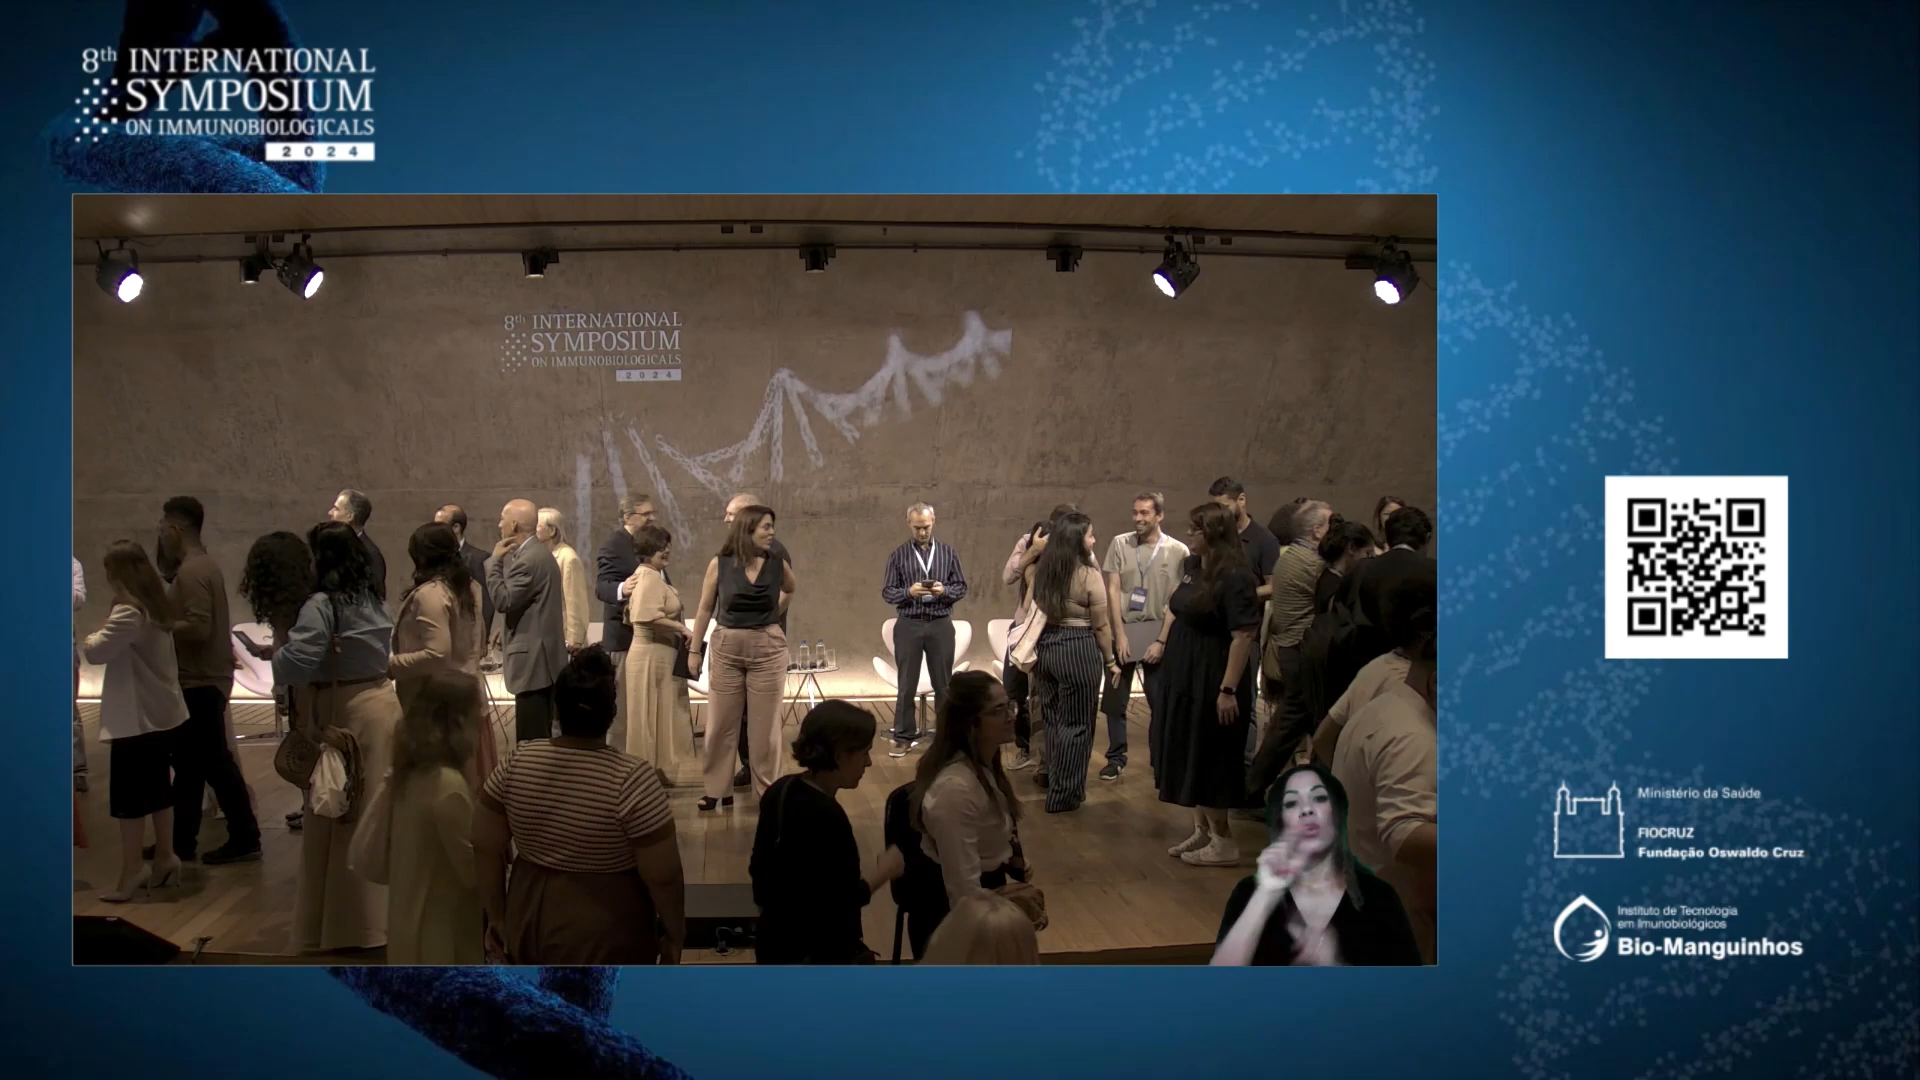 8th INTERNATIONAL
SYMPOSIUM
ON IMMUNOBIOLOGICALS
2024
8th INTERNATIONAL
SYMPOSIUM
ON IMMUNOBIOLOGICALS
2024
Ministério da Saúde
FIOCRUZ
Fundação Oswaldo Cruz
Instituto de Tecnologia
em Imunobiológicos
Bio-Manguinhos